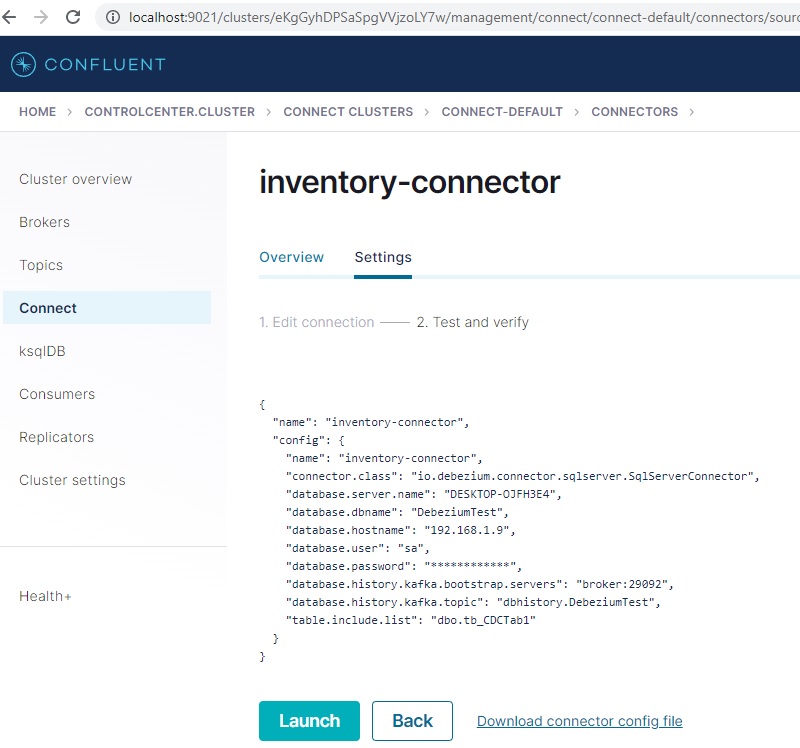 localhost:9021/clusters/eKgGyhDPSaSpgVVjzoLY7w/management/connect/connect-default/connectors/sourc
CONFLUENT
HOME > CONTROLCENTER.CLUSTER > CONNECT CLUSTERS > CONNECT-DEFAULT > CONNECTORS >
Cluster overview
Brokers
Topics
Connect
ksqlDB
Consumers
Replicators
Cluster settings
Health+
inventory-connector
Overview Settings
1. Edit connection 2. Test and verify
{
"name": "inventory-connector",
"config": {
"name": "inventory-connector",
"connector.class": "io.debezium.connector.sqlserver.SqlServerConnector",
"database.server.name": "DESKTOP-OJFH3E4",
"database.dbname": "DebeziumTest",
"database.hostname": "192.168.1.9",
"database.user": "sa",
"database.password": "************",
"database.history.kafka.bootstrap.servers": "broker:29092",
"database.history.kafka.topic": "dbhistory.DebeziumTest",
"table.include.list": "dbo.tb_CDCTab1"
}
}
Launch Back Download connector config file